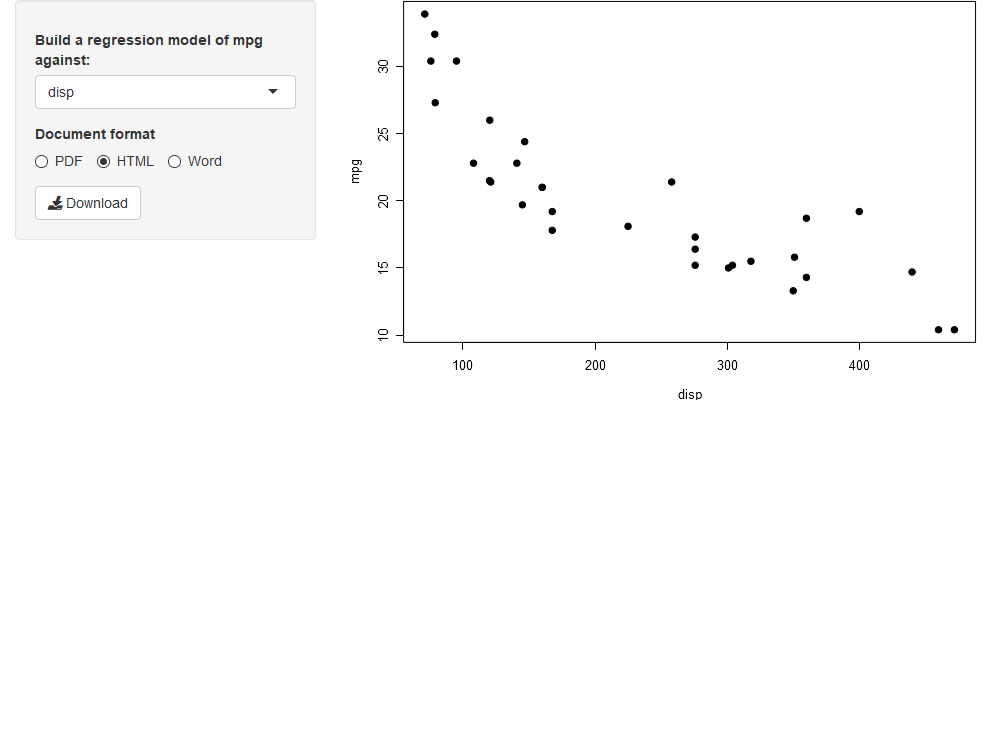 Build a regression model of mpg
against:
disp
Document format
PDF HTML Word
Download
mpg
30
25
20
15
10
100 200 300 400
disp